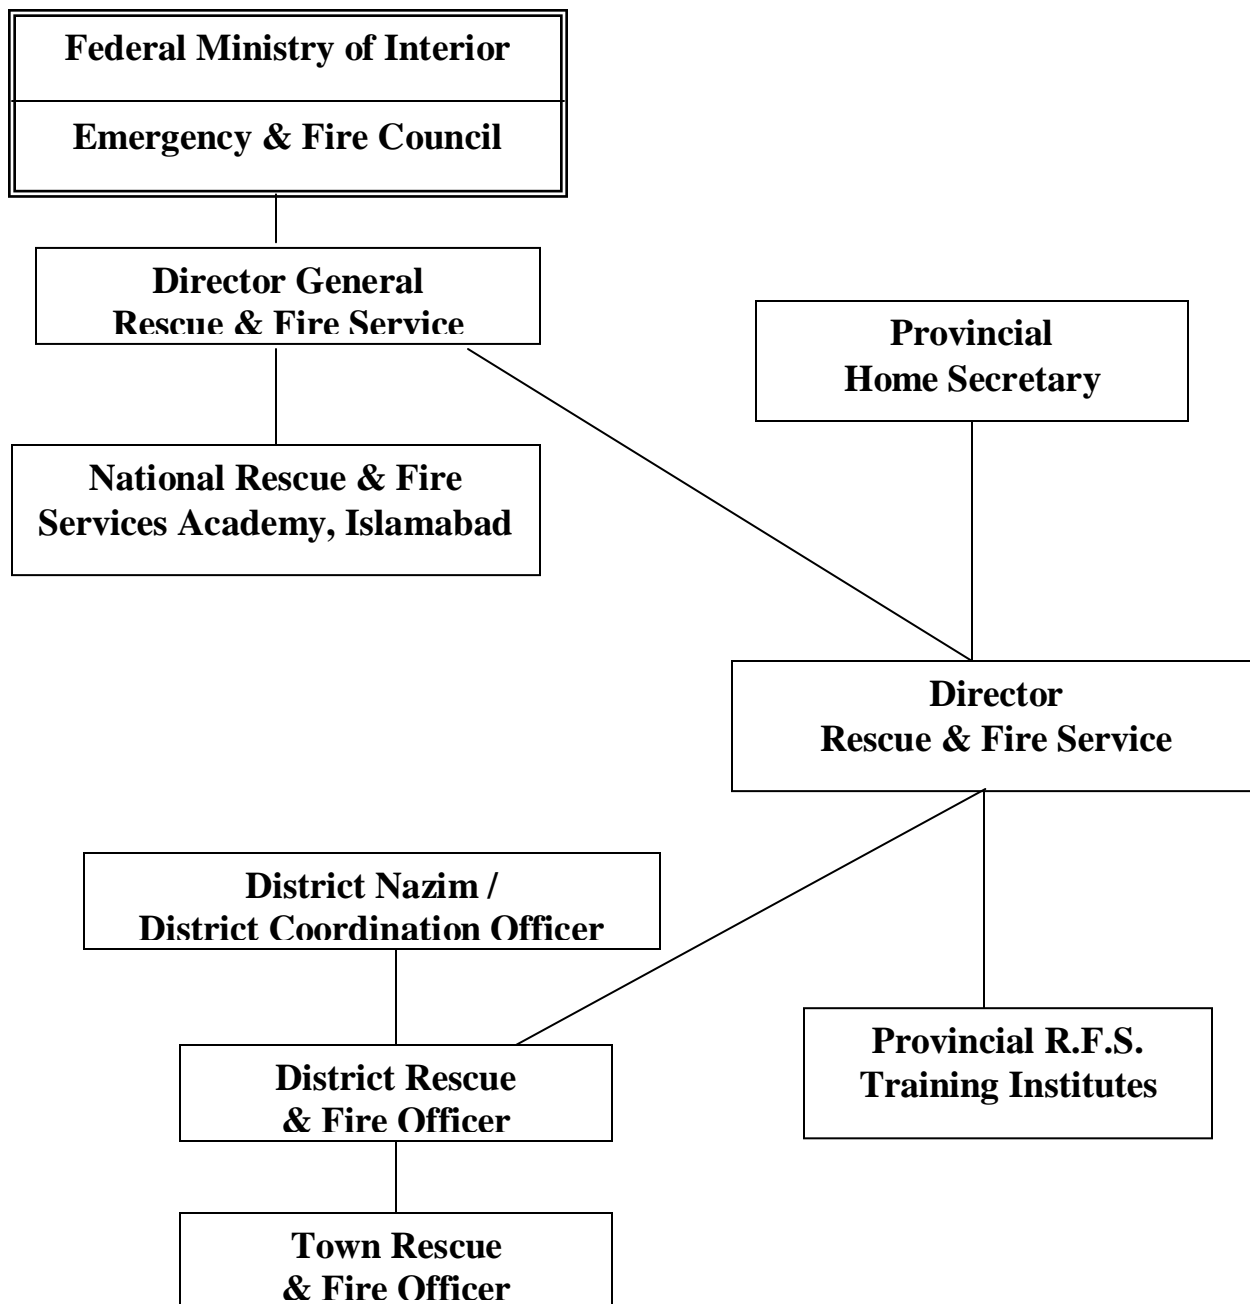 Federal Ministry of Interior
Emergency & Fire Council
Director General
Rescue & Fire Service
Provincial
Home Secretary
National Rescue & Fire
Services Academy, Islamabad
Director
Rescue & Fire Service
District Nazim /
District Coordination Officer
District Rescue
& Fire Officer
Provincial R.F.S.
Training Institutes
Town Rescue
& Fire Officer